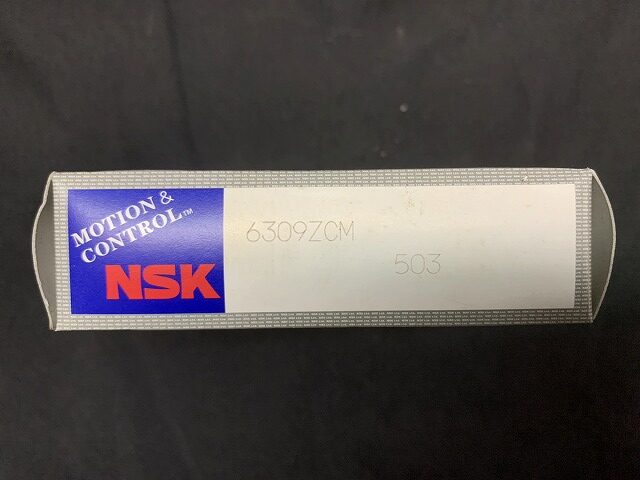 MOTION &
CONTROL™
NSK
6309ZCM
503